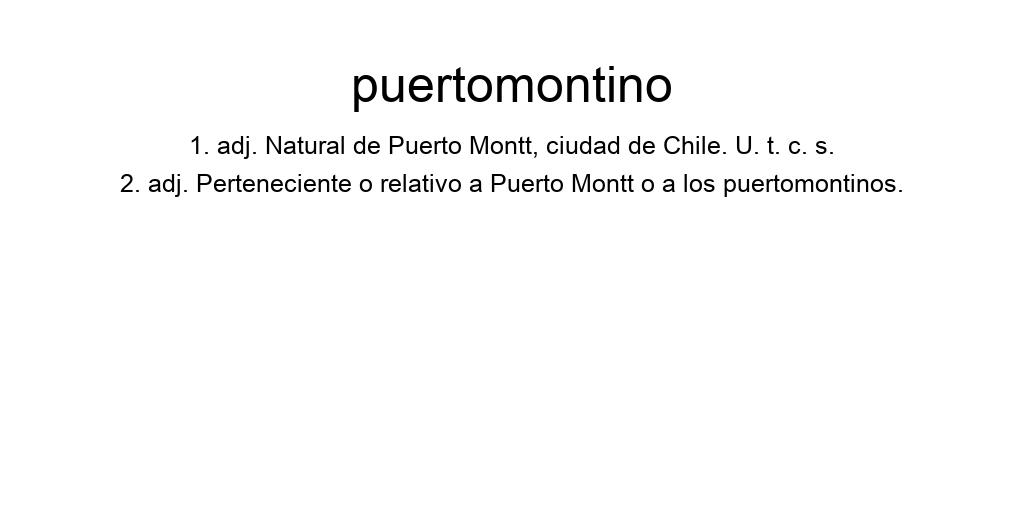 puertomontino
1. adj. Natural de Puerto Montt, ciudad de Chile. U. t. c. s.
2. adj. Perteneciente o relativo a Puerto Montt o a los puertomontinos.